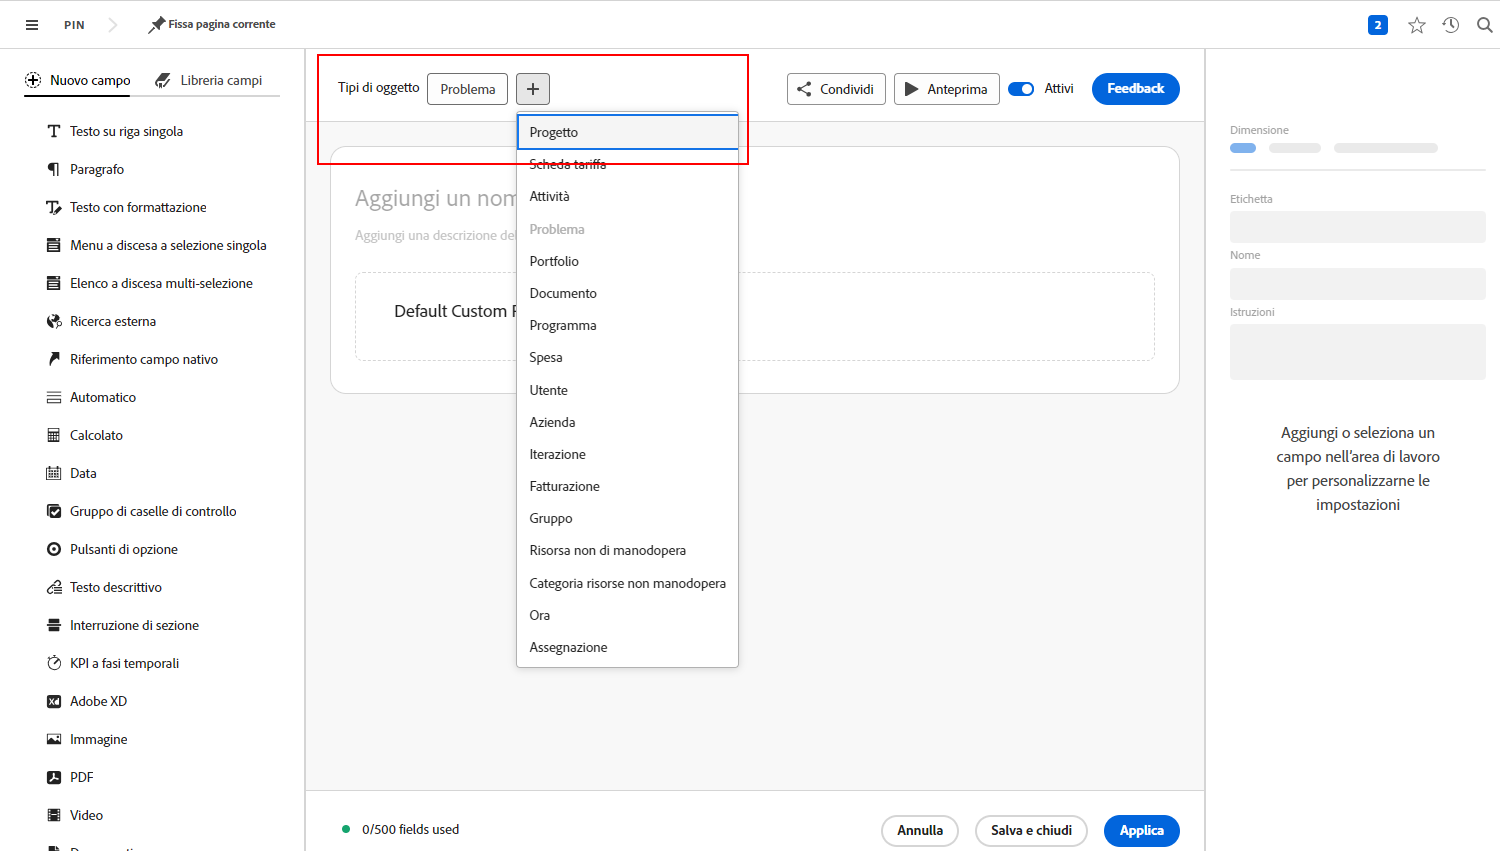 PIN
Fissa pagina corrente
2
Nuovo campo
Libreria campi
Testo su riga singola
Paragrafo
Testo con formattazione
Menu a discesa a selezione singola
Elenco a discesa multi-selezione
Ricerca esterna
Riferimento campo nativo
Automatico
Calcolato
Data
Gruppo di caselle di controllo
Pulsanti di opzione
Testo descrittivo
Interruzione di sezione
KPI a fasi temporali
Adobe XD
Immagine
PDF
Video
Tipi di oggetto
Problema
Condividi
Anteprima
Attivi
Feedback
Progetto
Scheda tariffa
Attività
Problema
Portfolio
Documento
Programma
Spesa
Utente
Azienda
Iterazione
Fatturazione
Gruppo
Risorsa non di manodopera
Categoria risorse non manodopera
Ora
Assegnazione
Aggiungi un nom
Aggiungi una descrizione del
Default Custom F
0/500 fields used
Annulla
Salva e chiudi
Applica
Dimensione
Etichetta
Nome
Istruzioni
Aggiungi o seleziona un
campo nell'area di lavoro
per personalizzarne le
impostazioni